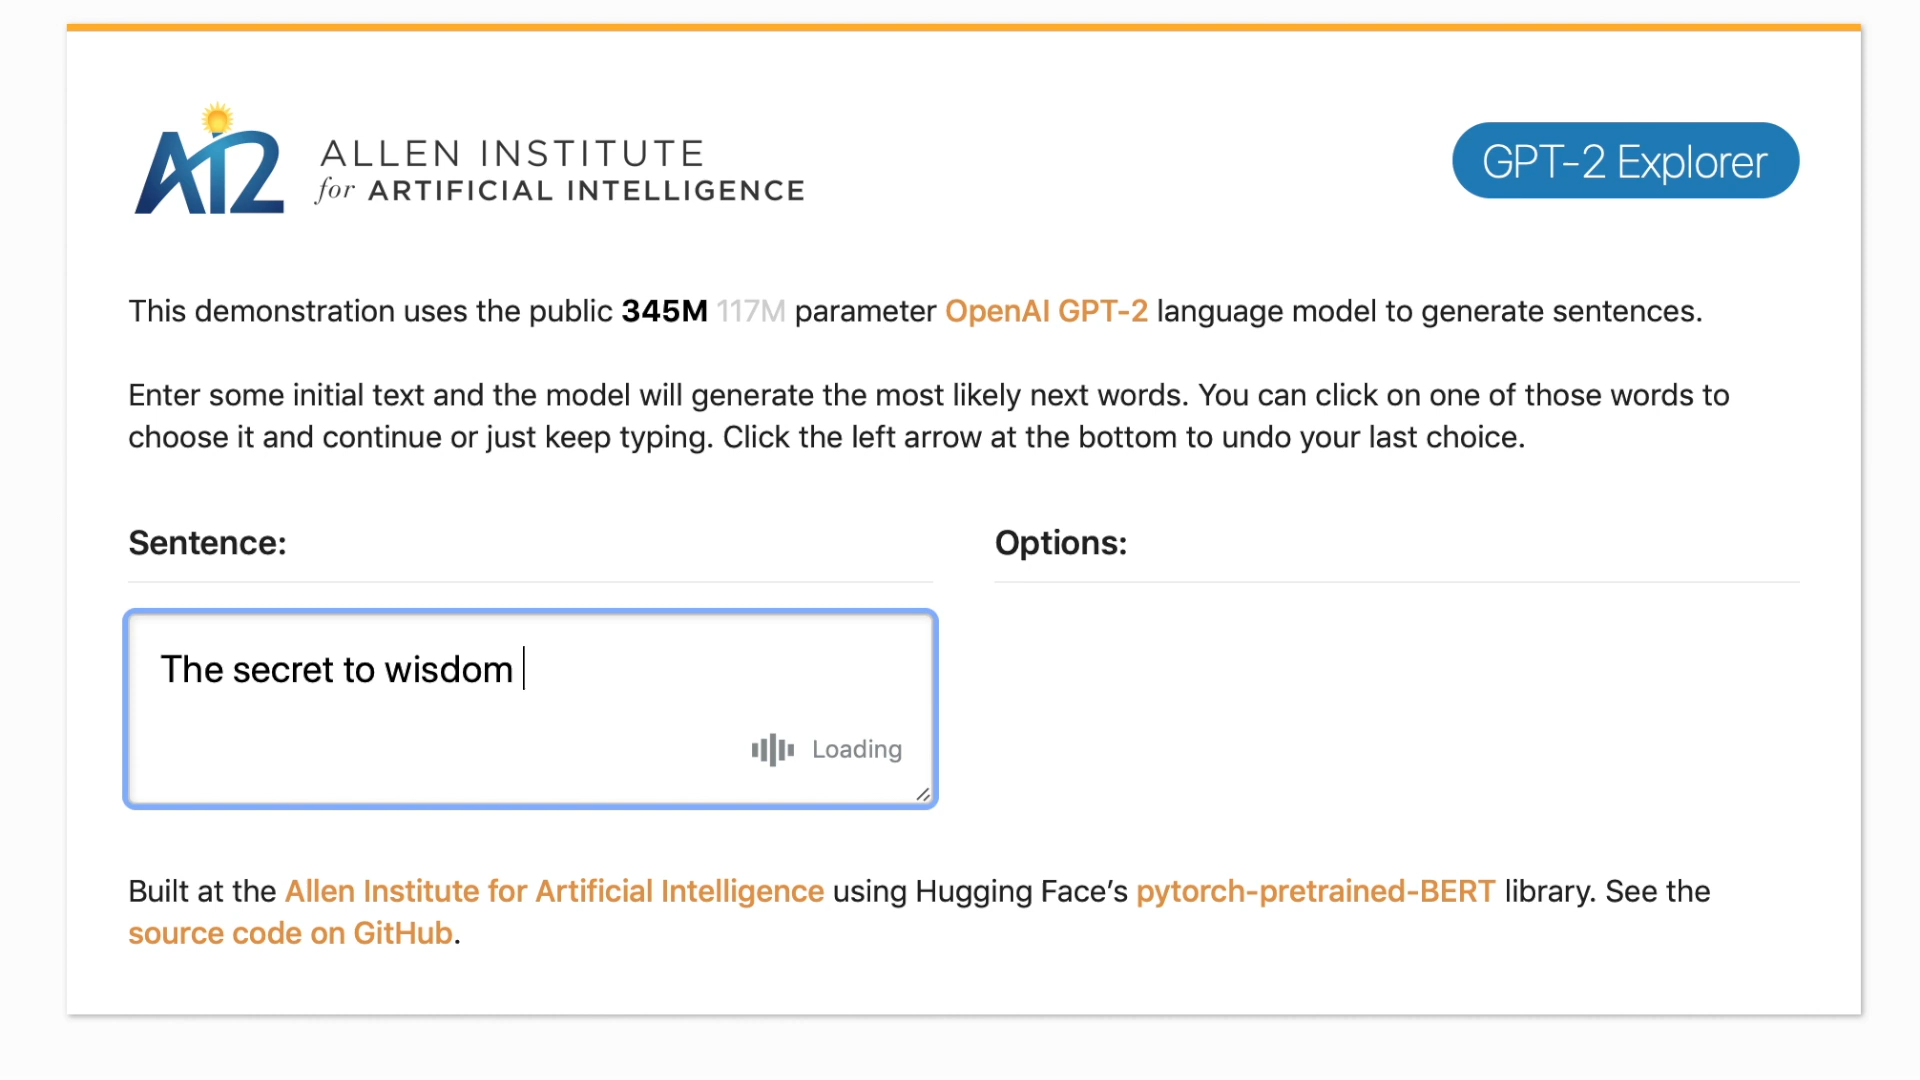 AI2 ALLEN INSTITUTE
for ARTIFICIAL INTELLIGENCE
GPT-2 Explorer
This demonstration uses the public 345M 117M parameter OpenAI GPT-2 language model to generate sentences.
Enter some initial text and the model will generate the most likely next words. You can click on one of those words to
choose it and continue or just keep typing. Click the left arrow at the bottom to undo your last choice.
Sentence:
Options:
The secret to wisdom
Loading
Built at the Allen Institute for Artificial Intelligence using Hugging Face’s pytorch-pretrained-BERT library. See the
source code on GitHub.